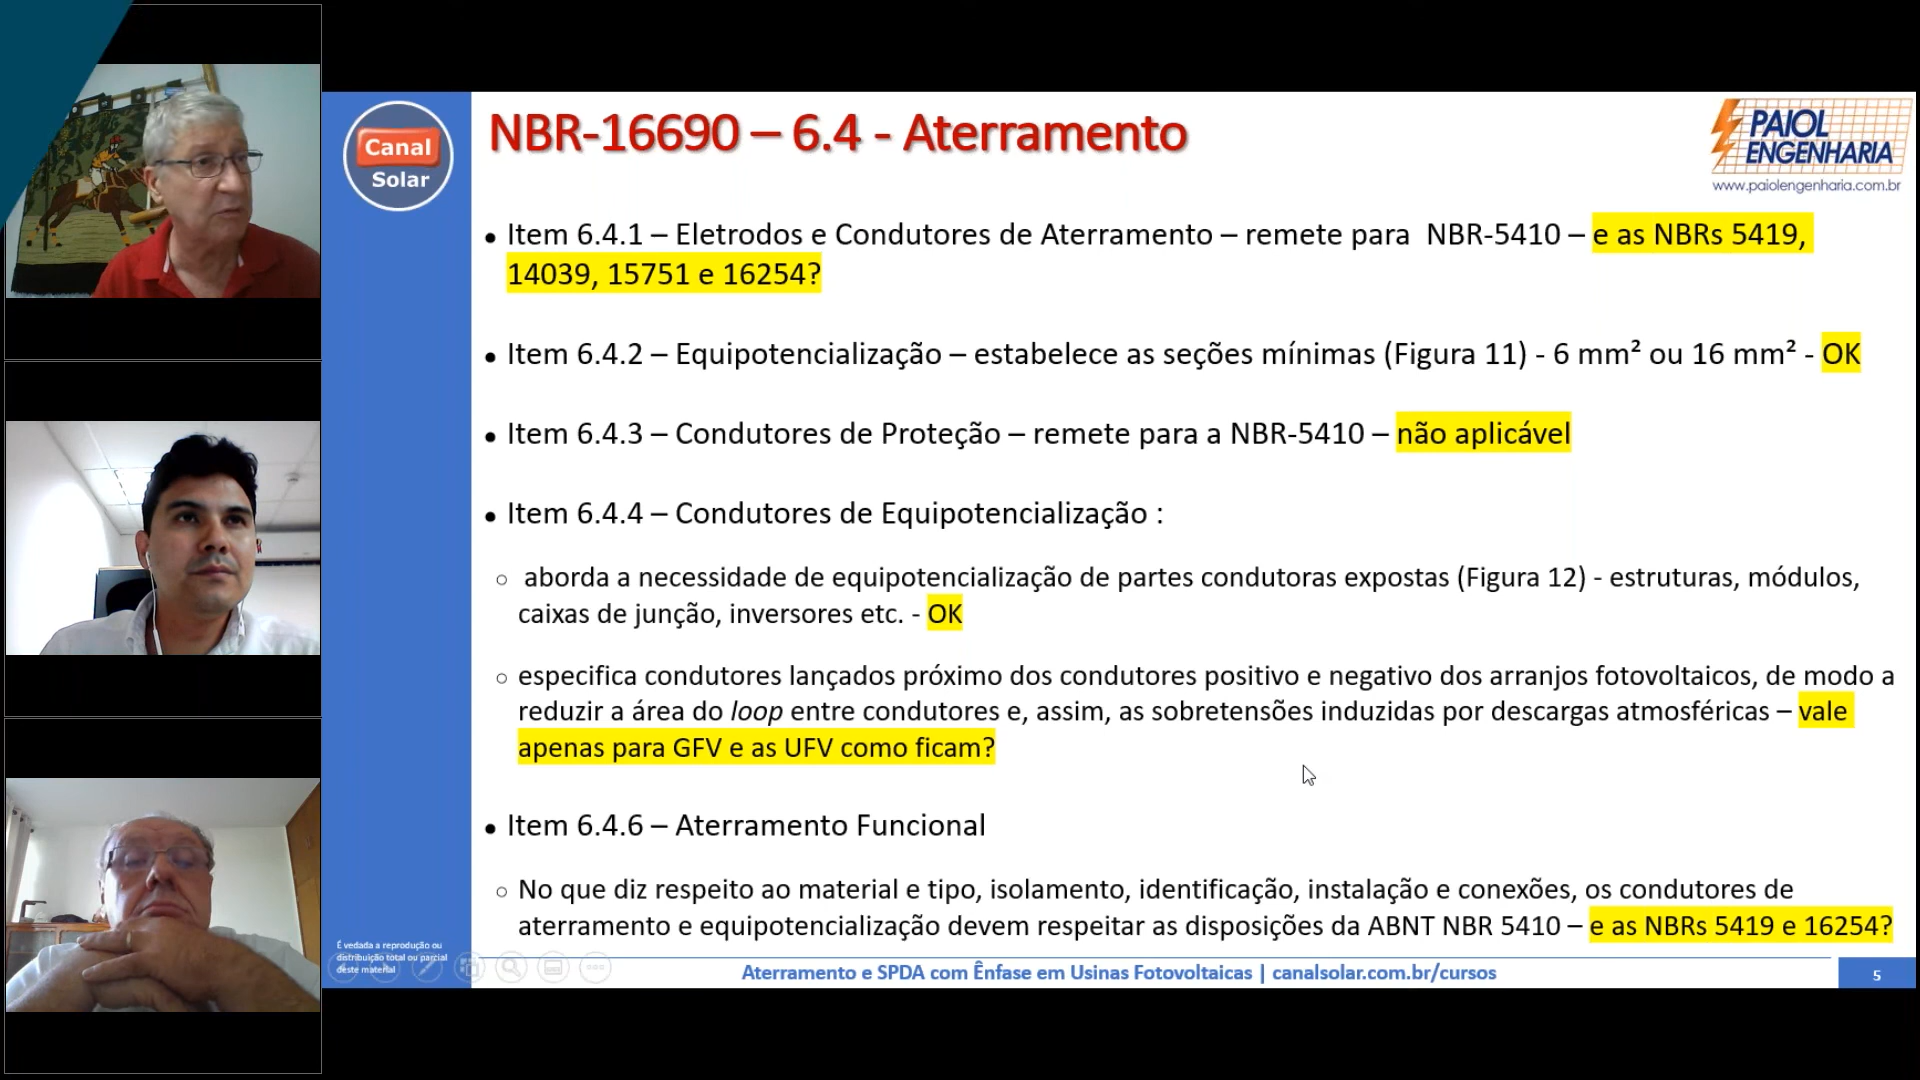 Canal
Solar
NBR-16690 – 6.4 - Aterramento
PAIOL
ENGENHARIA
www.paiolengenharia.com.br
• Item 6.4.1 – Eletrodos e Condutores de Aterramento – remete para NBR-5410 – e as NBRs 5419,
14039, 15751 e 16254?
• Item 6.4.2 – Equipotencialização – estabelece as seções mínimas (Figura 11) - 6 mm² ou 16 mm² - OK
• Item 6.4.3 – Condutores de Proteção – remete para a NBR-5410 – não aplicável
• Item 6.4.4 – Condutores de Equipotencialização :
○ aborda a necessidade de equipotencialização de partes condutoras expostas (Figura 12) - estruturas, módulos,
caixas de junção, inversores etc. - OK
○ especifica condutores lançados próximo dos condutores positivo e negativo dos arranjos fotovoltaicos, de modo a
reduzir a área do loop entre condutores e, assim, as sobretensões induzidas por descargas atmosféricas – vale
apenas para GFV e as UFV como ficam?
• Item 6.4.6 – Aterramento Funcional
○ No que diz respeito ao material e tipo, isolamento, identificação, instalação e conexões, os condutores de
aterramento e equipotencialização devem respeitar as disposições da ABNT NBR 5410 – e as NBRs 5419 e 16254?
É vedada a reprodução ou
distribuição total ou parcial
deste material
Aterramento e SPDA com Ênfase em Usinas Fotovoltaicas | canalsolar.com.br/cursos
5